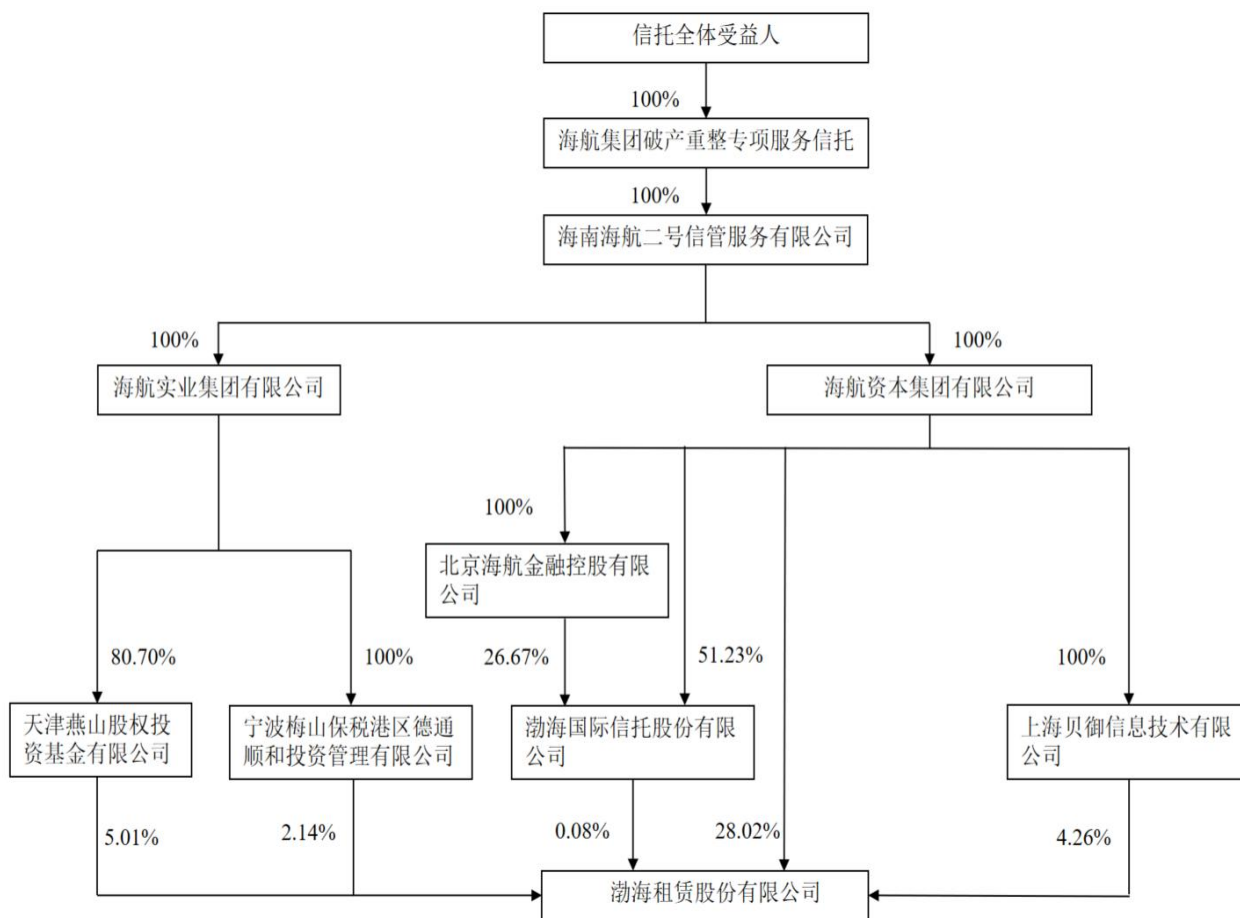 信托全体受益人
100%
海航集团破产重整专项服务信托
100%
海南海航二号信管服务有限公司
100%
100%
海航实业集团有限公司
海航资本集团有限公司
100%
北京海航金融控股有限
公司
80.70%
100%
26.67%
51.23%
100%
天津燕山股权投
资基金有限公司
宁波梅山保税港区德通
顺和投资管理有限公司
渤海国际信托股份有限
公司
上海贝御信息技术有限
公司
5.01%
2.14%
0.08%
28.02%
4.26%
渤海租赁股份有限公司